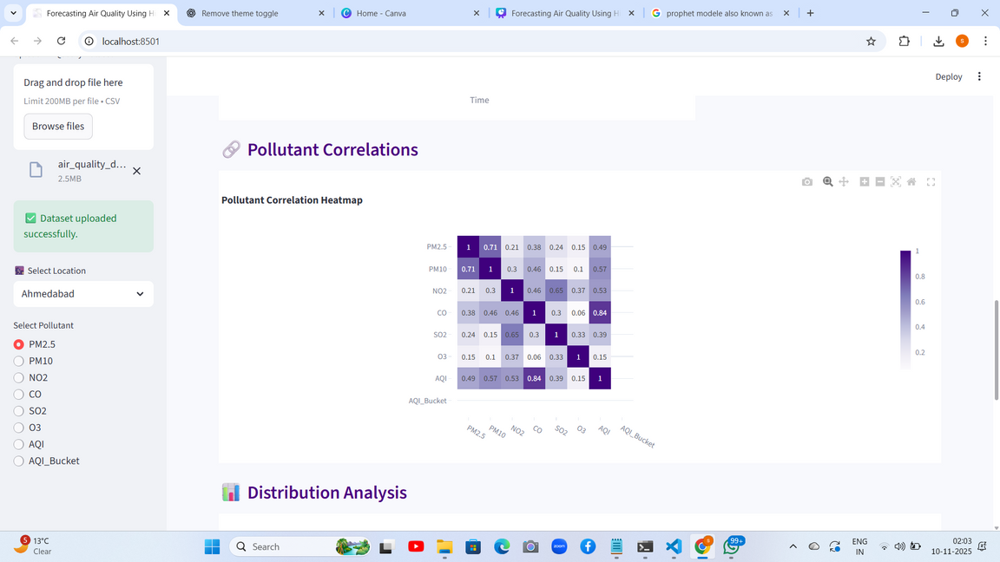 Forecasting Air Quality Using H
Remove theme toggle
Home - Canva
Forecasting Air Quality Using H
prophet modele also known as
localhost:8501
s
Deploy
Drag and drop file here
Limit 200MB per file • CSV
Browse files
air_quality_d...
2.5MB
Dataset uploaded
successfully.
Select Location
Ahmedabad
Select Pollutant
PM2.5
PM10
NO2
CO
SO2
O3
AQI
AQI_Bucket
Time
Pollutant Correlations
Pollutant Correlation Heatmap
PM2.5 1 0.71 0.21 0.38 0.24 0.15 0.49
PM10 0.71 1 0.3 0.46 0.15 0.1 0.57
NO2 0.21 0.3 1 0.46 0.65 0.37 0.53
CO 0.38 0.46 0.46 1 0.3 0.06 0.84
SO2 0.24 0.15 0.65 0.3 1 0.33 0.39
O3 0.15 0.1 0.37 0.06 0.33 1 0.15
AQI 0.49 0.57 0.53 0.84 0.39 0.15 1
AQI_Bucket
PM2.5 PM10 NO2 CO SO2 O3 AQI AQI_Bucket
1
0.8
0.6
0.4
0.2
Distribution Analysis
5
13°C
Clear
Search
zoom
s
99+
ENG
IN
02:03
10-11-2025